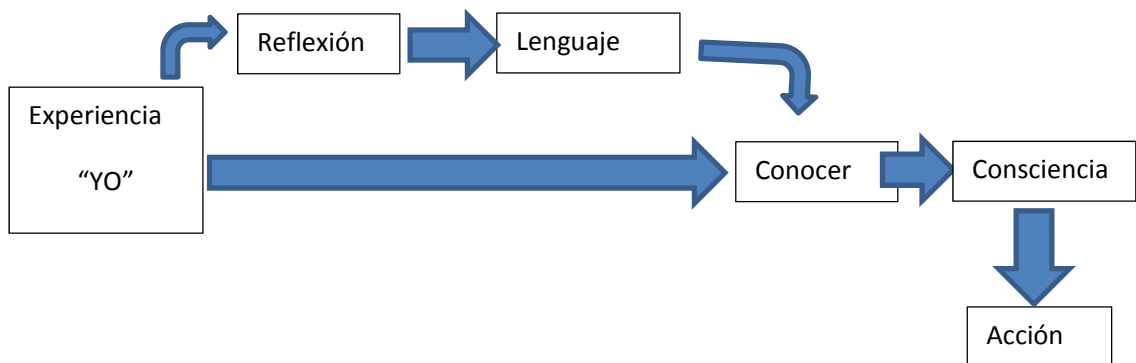 Reflexión
Lenguaje
Experiencia
“YO”
Conocer
Consciencia
Acción